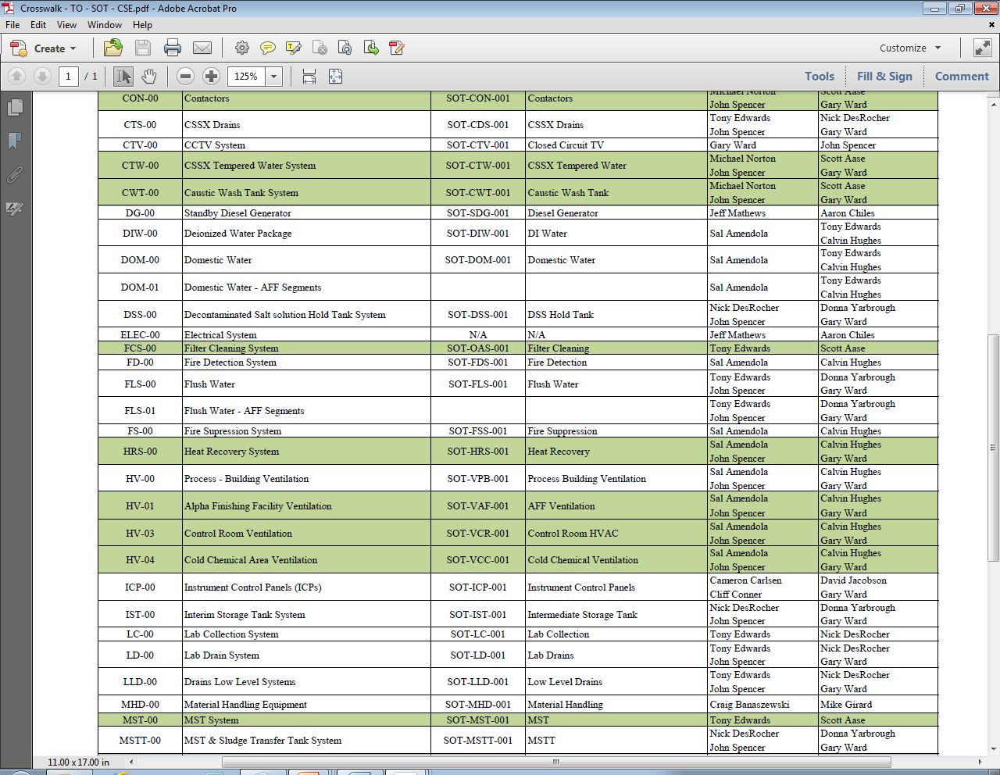 Crosswalk - TO - SOT - CSE.pdf - Adobe Acrobat Pro
File Edit View Window Help
Create
Customize
1 / 1
125%
Tools Fill & Sign Comment
CON-00 Contactors SOT-CON-001 Contactors Michael Norton Scott Aase
John Spencer Gary Ward
CTS-00 CSSX Drains SOT-CDS-001 CSSX Drains Tony Edwards Nick DesRocher
John Spencer Gary Ward
CTV-00 CCTV System SOT-CTV-001 Closed Circuit TV Gary Ward John Spencer
CTW-00 CSSX Tempered Water System SOT-CTW-001 CSSX Tempered Water Michael Norton Scott Aase
John Spencer Gary Ward
CWT-00 Caustic Wash Tank System SOT-CWT-001 Caustic Wash Tank Michael Norton Scott Aase
John Spencer Gary Ward
DG-00 Standby Diesel Generator SOT-SDG-001 Diesel Generator Jeff Mathews Aaron Chiles
DIW-00 Deionized Water Package SOT-DIW-001 DI Water Sal Amendola Tony Edwards
Calvin Hughes
DOM-00 Domestic Water SOT-DOM-001 Domestic Water Sal Amendola Tony Edwards
Calvin Hughes
DOM-01 Domestic Water - AFF Segments Sal Amendola Tony Edwards
Calvin Hughes
DSS-00 Decontaminated Salt solution Hold Tank System SOT-DSS-001 DSS Hold Tank Nick DesRocher Donna Yarbrough
John Spencer Gary Ward
ELEC-00 Electrical System N/A N/A Jeff Mathews Aaron Chiles
FCS-00 Filter Cleaning System SOT-OAS-001 Filter Cleaning Tony Edwards Scott Aase
FD-00 Fire Detection System SOT-FDS-001 Fire Detection Sal Amendola Calvin Hughes
FLS-00 Flush Water SOT-FLS-001 Flush Water Tony Edwards Donna Yarbrough
John Spencer Gary Ward
FLS-01 Flush Water - AFF Segments Tony Edwards Donna Yarbrough
John Spencer Gary Ward
FS-00 Fire Supression System SOT-FSS-001 Fire Suppression Sal Amendola Calvin Hughes
HRS-00 Heat Recovery System SOT-HRS-001 Heat Recovery Sal Amendola Calvin Hughes
John Spencer Gary Ward
HV-00 Process - Building Ventilation SOT-VPB-001 Process Building Ventilation Sal Amendola Calvin Hughes
John Spencer Gary Ward
HV-01 Alpha Finishing Facility Ventilation SOT-VAF-001 AFF Ventilation Sal Amendola Calvin Hughes
John Spencer Gary Ward
HV-03 Control Room Ventilation SOT-VCR-001 Control Room HVAC Sal Amendola Calvin Hughes
John Spencer Gary Ward
HV-04 Cold Chemical Area Ventilation SOT-VCC-001 Cold Chemical Ventilation Sal Amendola Calvin Hughes
John Spencer Gary Ward
ICP-00 Instrument Control Panels (ICPs) SOT-ICP-001 Instrument Control Panels Cameron Carlsen David Jacobson
Cliff Conner Gary Ward
IST-00 Interim Storage Tank System SOT-IST-001 Intermediate Storage Tank Nick DesRocher Donna Yarbrough
John Spencer Gary Ward
LC-00 Lab Collection System SOT-LC-001 Lab Collection Tony Edwards Nick DesRocher
LD-00 Lab Drain System SOT-LD-001 Lab Drains Tony Edwards Nick DesRocher
John Spencer Gary Ward
LLD-00 Drains Low Level Systems SOT-LLD-001 Low Level Drains Tony Edwards Nick DesRocher
John Spencer Gary Ward
MHD-00 Material Handling Equipment SOT-MHD-001 Material Handling Craig Banaszewski Mike Girard
MST-00 MST System SOT-MST-001 MST Tony Edwards Scott Aase
MSTT-00 MST & Sludge Transfer Tank System SOT-MSTT-001 MSTT Nick DesRocher Donna Yarbrough
John Spencer Gary Ward
11.00 x 17.00 in